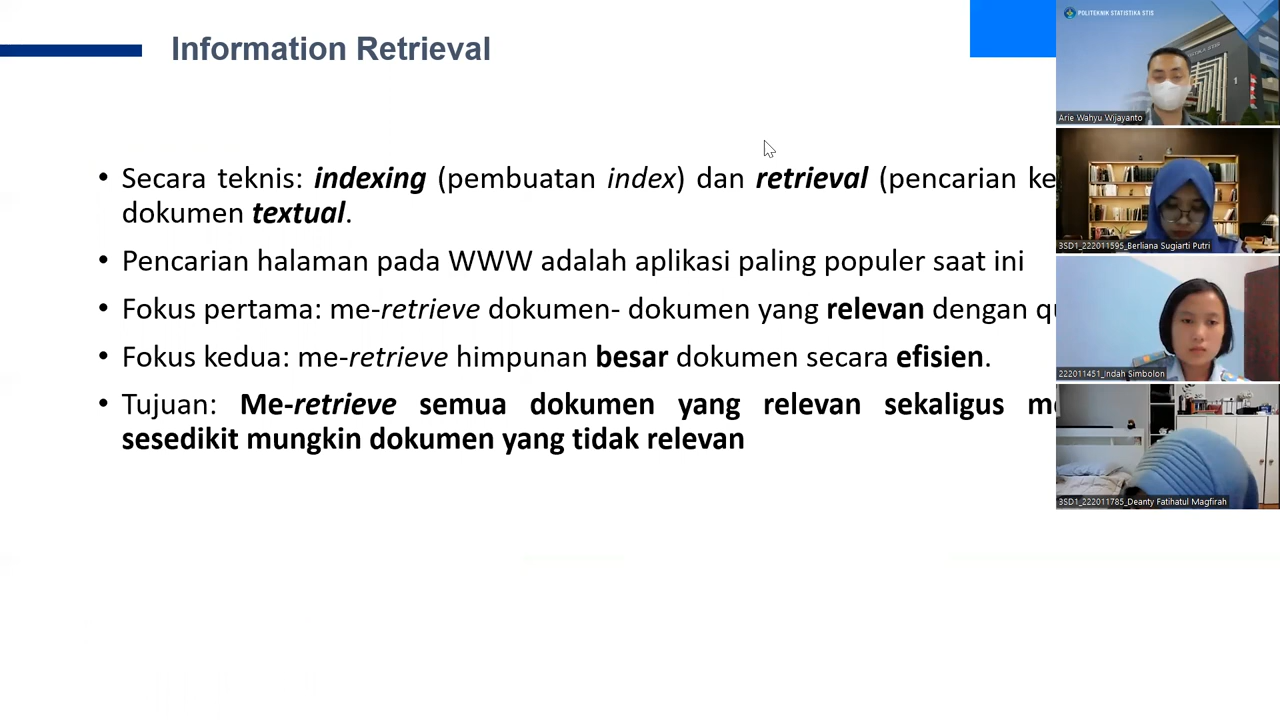 Information Retrieval
• Secara teknis: indexing (pembuatan index) dan retrieval (pencarian
dokumen textual.
• Pencarian halaman pada WWW adalah aplikasi paling populer saat ini
• Fokus pertama: me-retrieve dokumen- dokumen yang relevan dengan
• Fokus kedua: me-retrieve himpunan besar dokumen secara efisien.
• Tujuan: Me-retrieve semua dokumen yang relevan sekaligus
sesedikit mungkin dokumen yang tidak relevan
POLITEKNIK STATISTIKA STIS
Arie Wahyu Wijayanto
3SD1_222011595_Berliana Sugiarti Putri
222011451_Indah Simbolon
3SD1_222011785_Deanty Fatihatul Magfirah